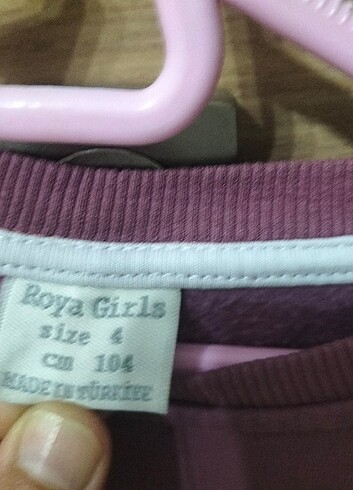 Roya Girls
size 4
cm 104
MADE IN TÜRKİYE